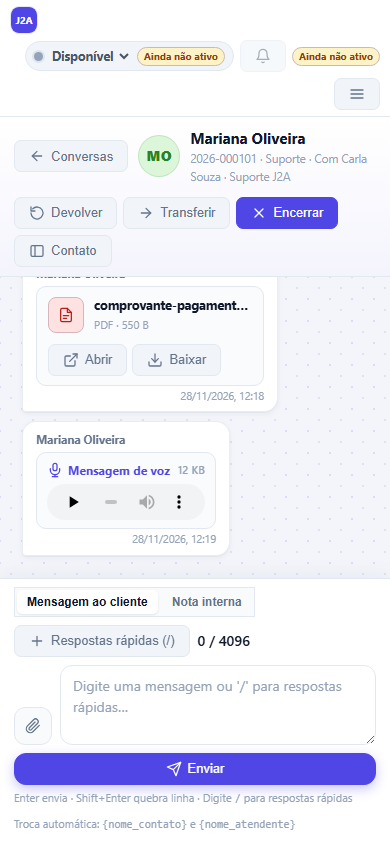 J2A
Disponível Ainda não ativo Ainda não ativo
Conversas
MO
Mariana Oliveira
2026-000101 · Suporte · Com Carla
Souza · Suporte J2A
Devolver Transferir Encerrar
Contato
Mariana Oliveira
comprovante-pagament...
PDF · 550 B
Abrir Baixar
28/11/2026, 12:18
Mariana Oliveira
Mensagem de voz 12 KB
28/11/2026, 12:19
Mensagem ao cliente Nota interna
Respostas rápidas (/) 0 / 4096
Digite uma mensagem ou '/' para respostas
rápidas...
Enviar
Enter envia · Shift+Enter quebra linha · Digite / para respostas rápidas
Troca automática: {nome_contato} e {nome_atendente}